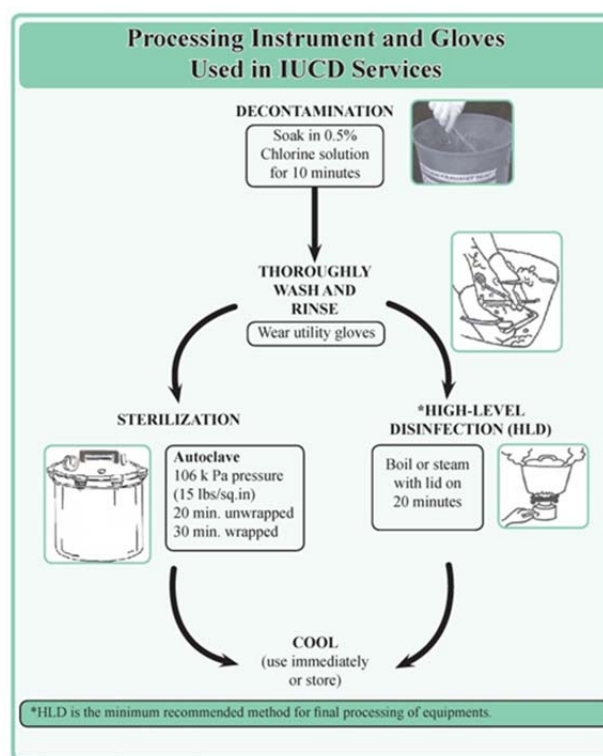 Processing Instrument and Gloves
Used in IUCD Services
DECONTAMINATION
Soak in 0.5%
Chlorine solution
for 10 minutes
THOROUGHLY
WASH AND
RINSE
Wear utility gloves
STERILIZATION
Autoclave
106 k Pa pressure
(15 lbs/sq.in)
20 min. unwrapped
30 min. wrapped
*HIGH-LEVEL
DISINFECTION (HLD)
Boil or steam
with lid on
20 minutes
COOL
(use immediately
or store)
*HLD is the minimum recommended method for final processing of equipments.